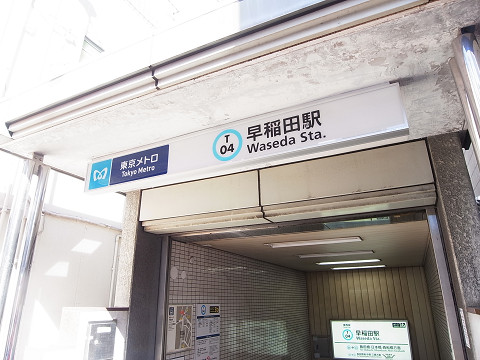 東京メトロ
Tokyo Metro
T
04
早稲田駅
Waseda Sta.
早稲田駅